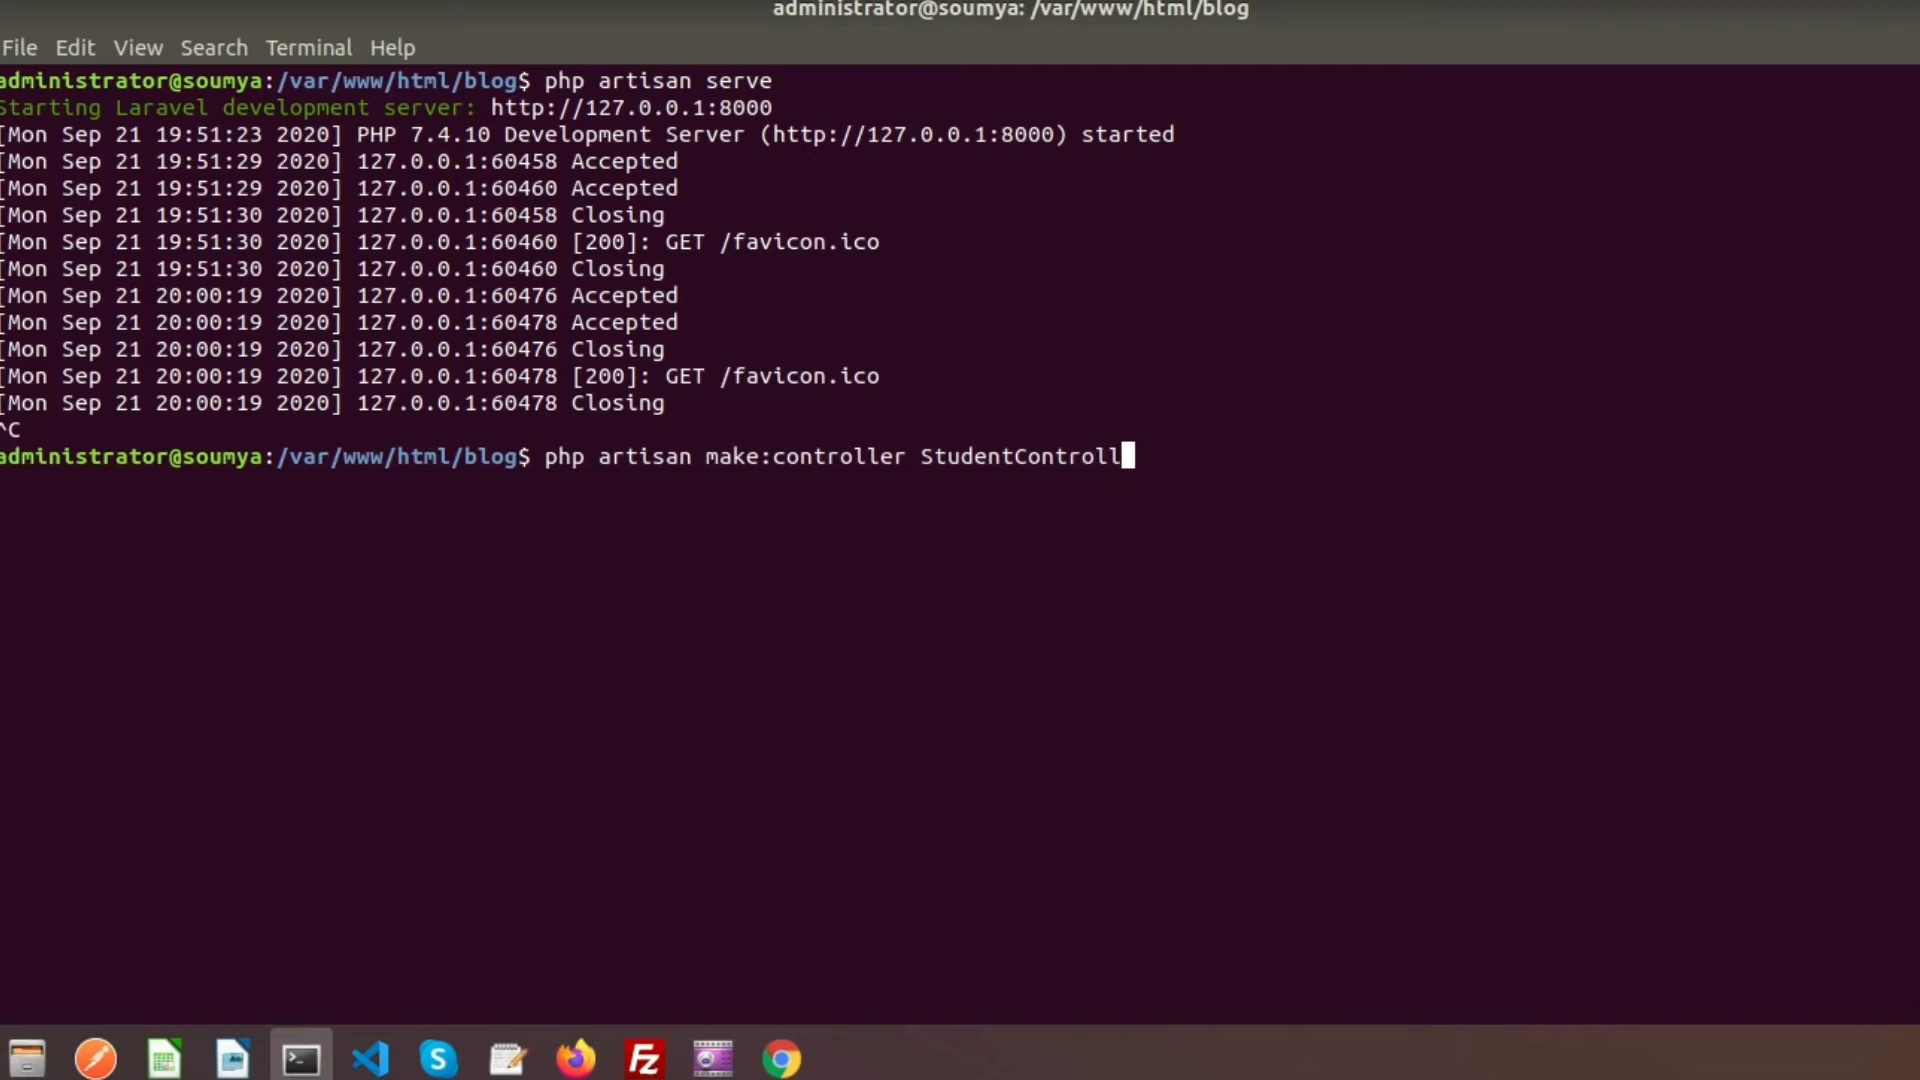 administrator@soumya: /var/www/html/blog
File Edit View Search Terminal Help
administrator@soumya:/var/www/html/blog$ php artisan serve
Starting Laravel development server: http://127.0.0.1:8000
[Mon Sep 21 19:51:23 2020] PHP 7.4.10 Development Server (http://127.0.0.1:8000) started
[Mon Sep 21 19:51:29 2020] 127.0.0.1:60458 Accepted
[Mon Sep 21 19:51:29 2020] 127.0.0.1:60460 Accepted
[Mon Sep 21 19:51:30 2020] 127.0.0.1:60458 Closing
[Mon Sep 21 19:51:30 2020] 127.0.0.1:60460 [200]: GET /favicon.ico
[Mon Sep 21 19:51:30 2020] 127.0.0.1:60460 Closing
[Mon Sep 21 20:00:19 2020] 127.0.0.1:60476 Accepted
[Mon Sep 21 20:00:19 2020] 127.0.0.1:60478 Accepted
[Mon Sep 21 20:00:19 2020] 127.0.0.1:60476 Closing
[Mon Sep 21 20:00:19 2020] 127.0.0.1:60478 [200]: GET /favicon.ico
[Mon Sep 21 20:00:19 2020] 127.0.0.1:60478 Closing
^C
administrator@soumya:/var/www/html/blog$ php artisan make:controller StudentControll